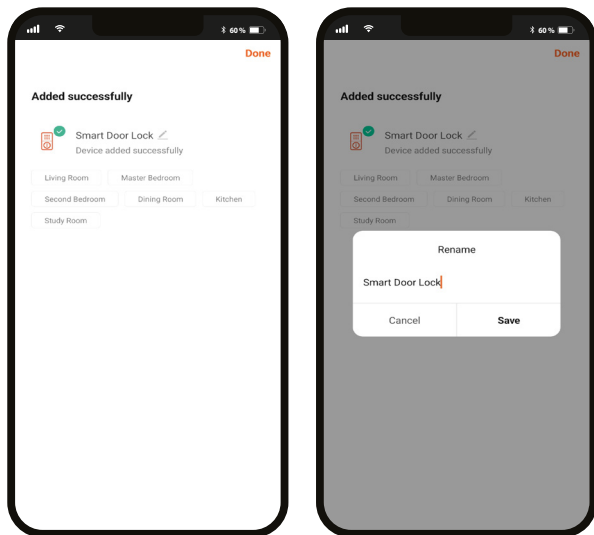 60 %
Done
Added successfully
Smart Door Lock
Device added successfully
Living Room Master Bedroom
Second Bedroom Dining Room Kitchen
Study Room
60 %
Done
Added successfully
Smart Door Lock
Device added successfully
Living Room Master Bedroom
Second Bedroom Dining Room Kitchen
Study Room
Rename
Smart Door Lock
Cancel Save